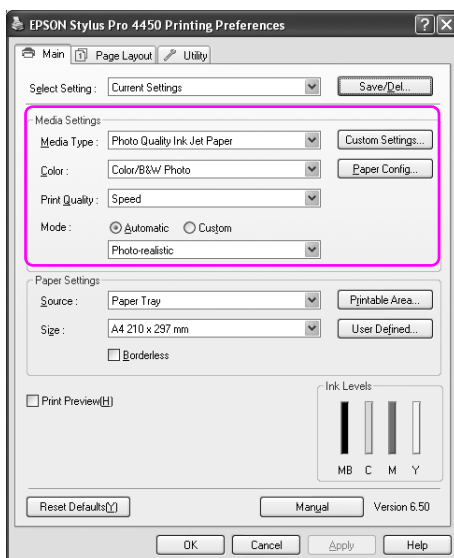 EPSON Stylus Pro 4450 Printing Preferences
Main Page Layout Utility
Select Setting : Current Settings Save/Del...
Media Settings
Media Type : Photo Quality Ink Jet Paper Custom Settings...
Color : Color/B&W Photo Paper Config...
Print Quality : Speed
Mode : Automatic Custom
Photo-realistic
Paper Settings
Source : Paper Tray Printable Area...
Size : A4 210 x 297 mm User Defined...
Borderless
Print Preview(H)
Ink Levels
MB C M Y
Reset Defaults(Y) Manual Version 6.50
OK Cancel Apply Help